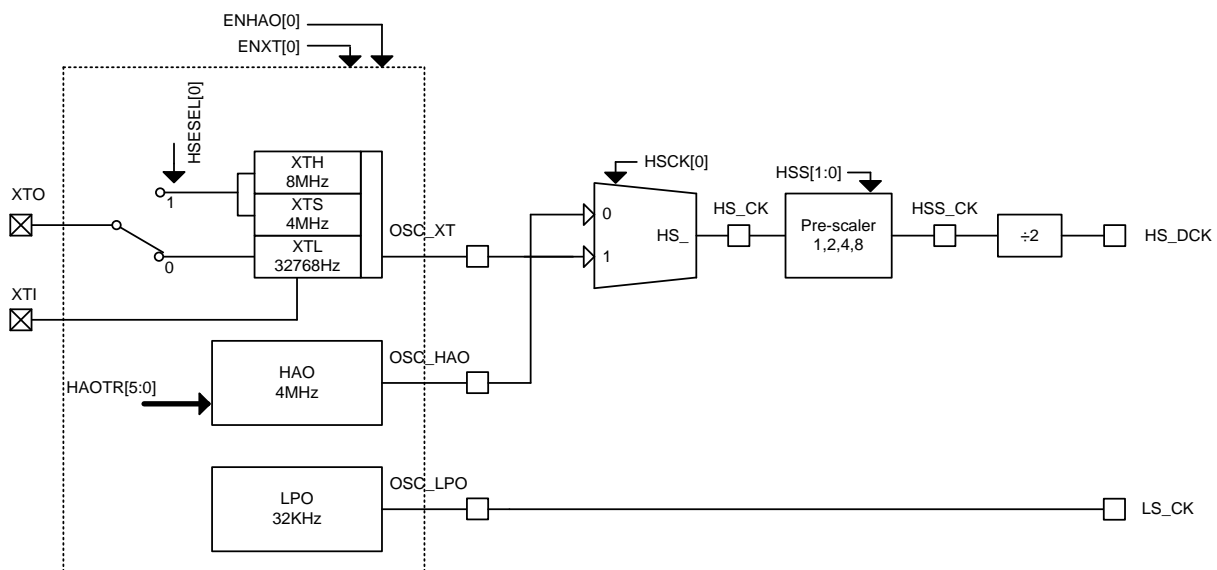 ENHAO[0]
ENXT[0]
HSESEL[0]
XTH
8MHz
XTS
4MHz
XTL
32768Hz
XTO
1
0
XTI
OSC_XT
HSCK[0]
0
1
HS_
HS_CK
HSS[1:0]
Pre-scaler
1,2,4,8
HSS_CK
÷2
HS_DCK
HAOTR[5:0]
HAO
4MHz
OSC_HAO
LPO
32KHz
OSC_LPO
LS_CK